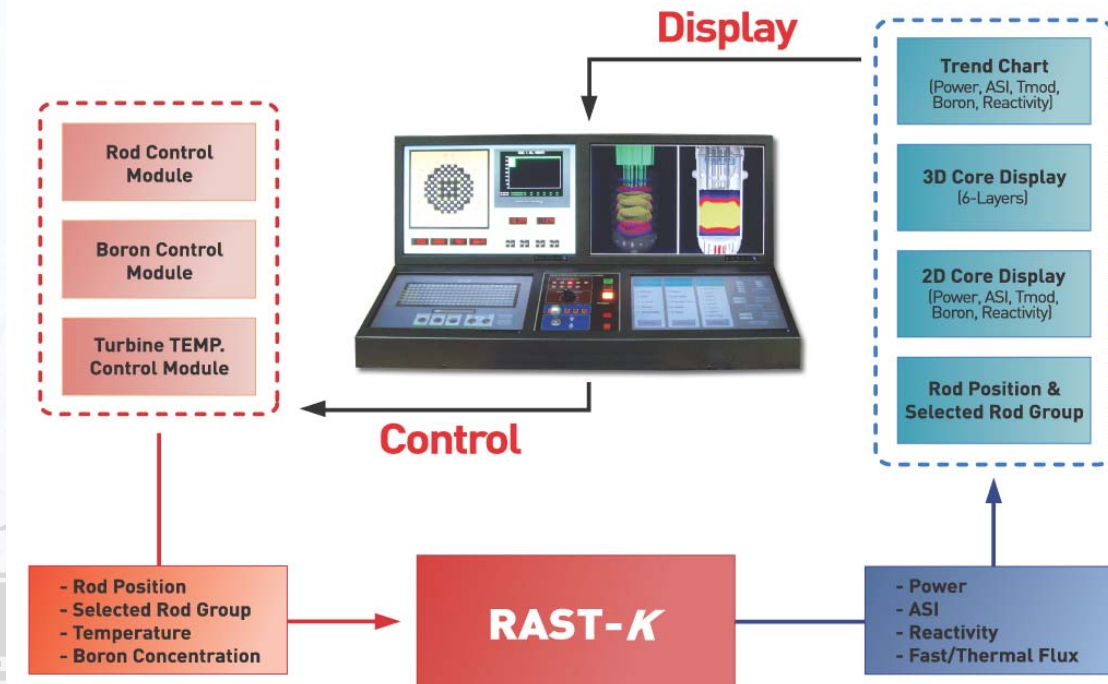 Display
Trend Chart
(Power, ASI, Tmod,
Boron, Reactivity)
3D Core Display
(6-Layers)
2D Core Display
(Power, ASI, Tmod,
Boron, Reactivity)
Rod Position &
Selected Rod Group
Rod Control
Module
Boron Control
Module
Turbine TEMP.
Control Module
Control
- Rod Position
- Selected Rod Group
- Temperature
- Boron Concentration
RAST-K
- Power
- ASI
- Reactivity
- Fast/Thermal Flux